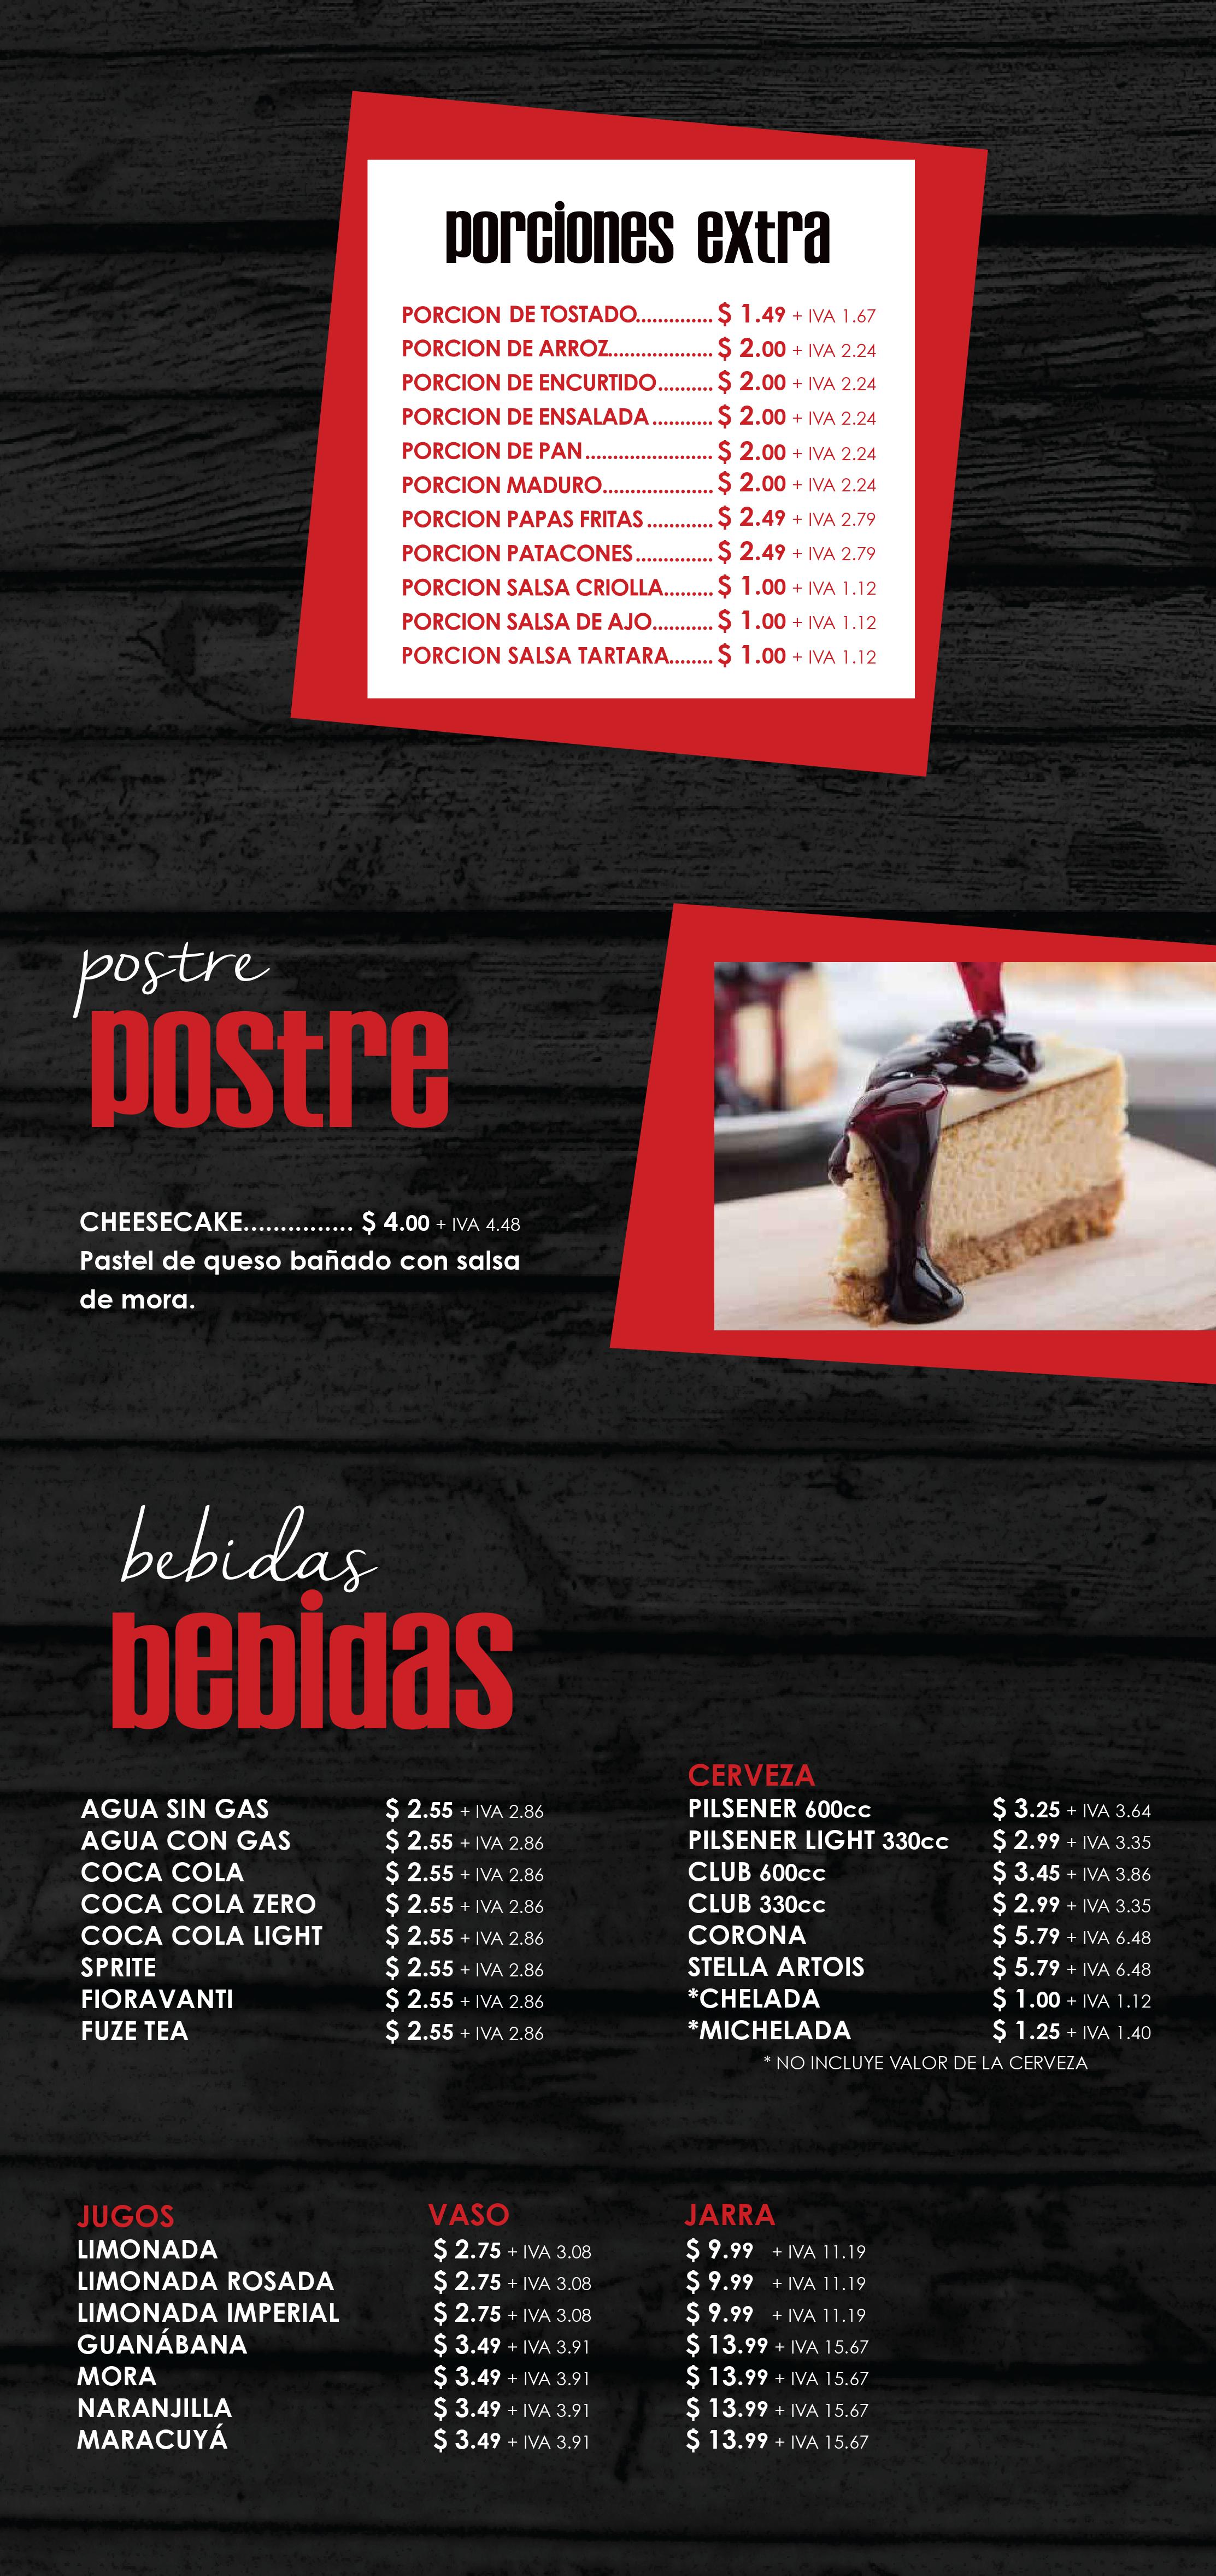 porciones extra
PORCION DE TOSTADO.............. $ 1.49 + IVA 1.67
PORCION DE ARROZ................... $ 2.00 + IVA 2.24
PORCION DE ENCURTIDO.......... $ 2.00 + IVA 2.24
PORCION DE ENSALADA ........... $ 2.00 + IVA 2.24
PORCION DE PAN ....................... $ 2.00 + IVA 2.24
PORCION MADURO.................... $ 2.00 + IVA 2.24
PORCION PAPAS FRITAS ............ $ 2.49 + IVA 2.79
PORCION PATACONES .............. $ 2.49 + IVA 2.79
PORCION SALSA CRIOLLA......... $ 1.00 + IVA 1.12
PORCION SALSA DE AJO........... $ 1.00 + IVA 1.12
PORCION SALSA TARTARA........ $ 1.00 + IVA 1.12
postre
postre
CHEESECAKE............... $ 4.00 + IVA 4.48
Pastel de queso bañado con salsa
de mora.
bebidas
bebidas
AGUA SIN GAS $ 2.55 + IVA 2.86
AGUA CON GAS $ 2.55 + IVA 2.86
COCA COLA $ 2.55 + IVA 2.86
COCA COLA ZERO $ 2.55 + IVA 2.86
COCA COLA LIGHT $ 2.55 + IVA 2.86
SPRITE $ 2.55 + IVA 2.86
FIORAVANTI $ 2.55 + IVA 2.86
FUZE TEA $ 2.55 + IVA 2.86
CERVEZA
PILSENER 600cc $ 3.25 + IVA 3.64
PILSENER LIGHT 330cc $ 2.99 + IVA 3.35
CLUB 600cc $ 3.45 + IVA 3.86
CLUB 330cc $ 2.99 + IVA 3.35
CORONA $ 5.79 + IVA 6.48
STELLA ARTOIS $ 5.79 + IVA 6.48
*CHELADA $ 1.00 + IVA 1.12
*MICHELADA $ 1.25 + IVA 1.40
* NO INCLUYE VALOR DE LA CERVEZA
JUGOS VASO JARRA
LIMONADA $ 2.75 + IVA 3.08 $ 9.99 + IVA 11.19
LIMONADA ROSADA $ 2.75 + IVA 3.08 $ 9.99 + IVA 11.19
LIMONADA IMPERIAL $ 2.75 + IVA 3.08 $ 9.99 + IVA 11.19
GUANÁBANA $ 3.49 + IVA 3.91 $ 13.99 + IVA 15.67
MORA $ 3.49 + IVA 3.91 $ 13.99 + IVA 15.67
NARANJILLA $ 3.49 + IVA 3.91 $ 13.99 + IVA 15.67
MARACUYÁ $ 3.49 + IVA 3.91 $ 13.99 + IVA 15.67